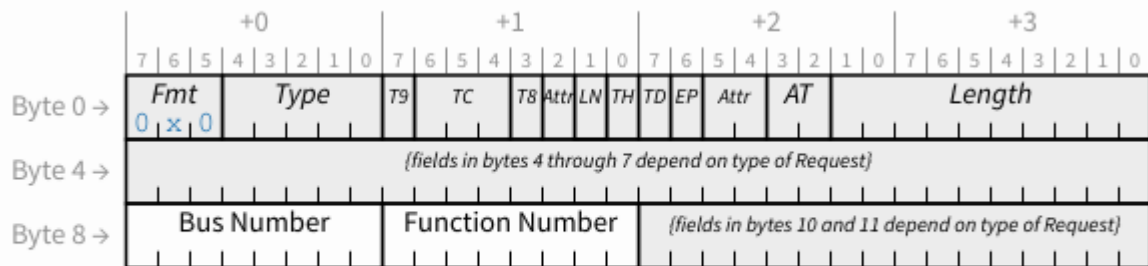 +0 +1 +2 +3
7 6 5 4 3 2 1 0 7 6 5 4 3 2 1 0 7 6 5 4 3 2 1 0 7 6 5 4 3 2 1 0
Byte 0 → Fmt Type T9 TC T8 Attr LN TH TD EP Attr AT Length
0 x 0
Byte 4 → {fields in bytes 4 through 7 depend on type of Request}
Byte 8 → Bus Number Function Number {fields in bytes 10 and 11 depend on type of Request}